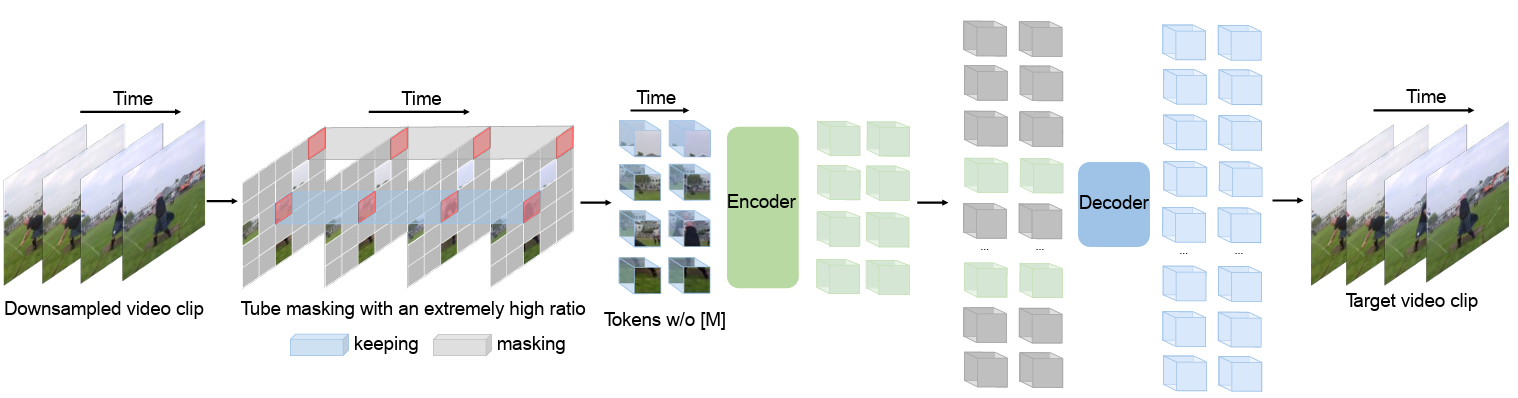 Time
Time
Time
Time
Encoder
Decoder
...
...
...
...
Downsampled video clip
Tube masking with an extremely high ratio
Tokens w/o [M]
Target video clip
keeping
masking